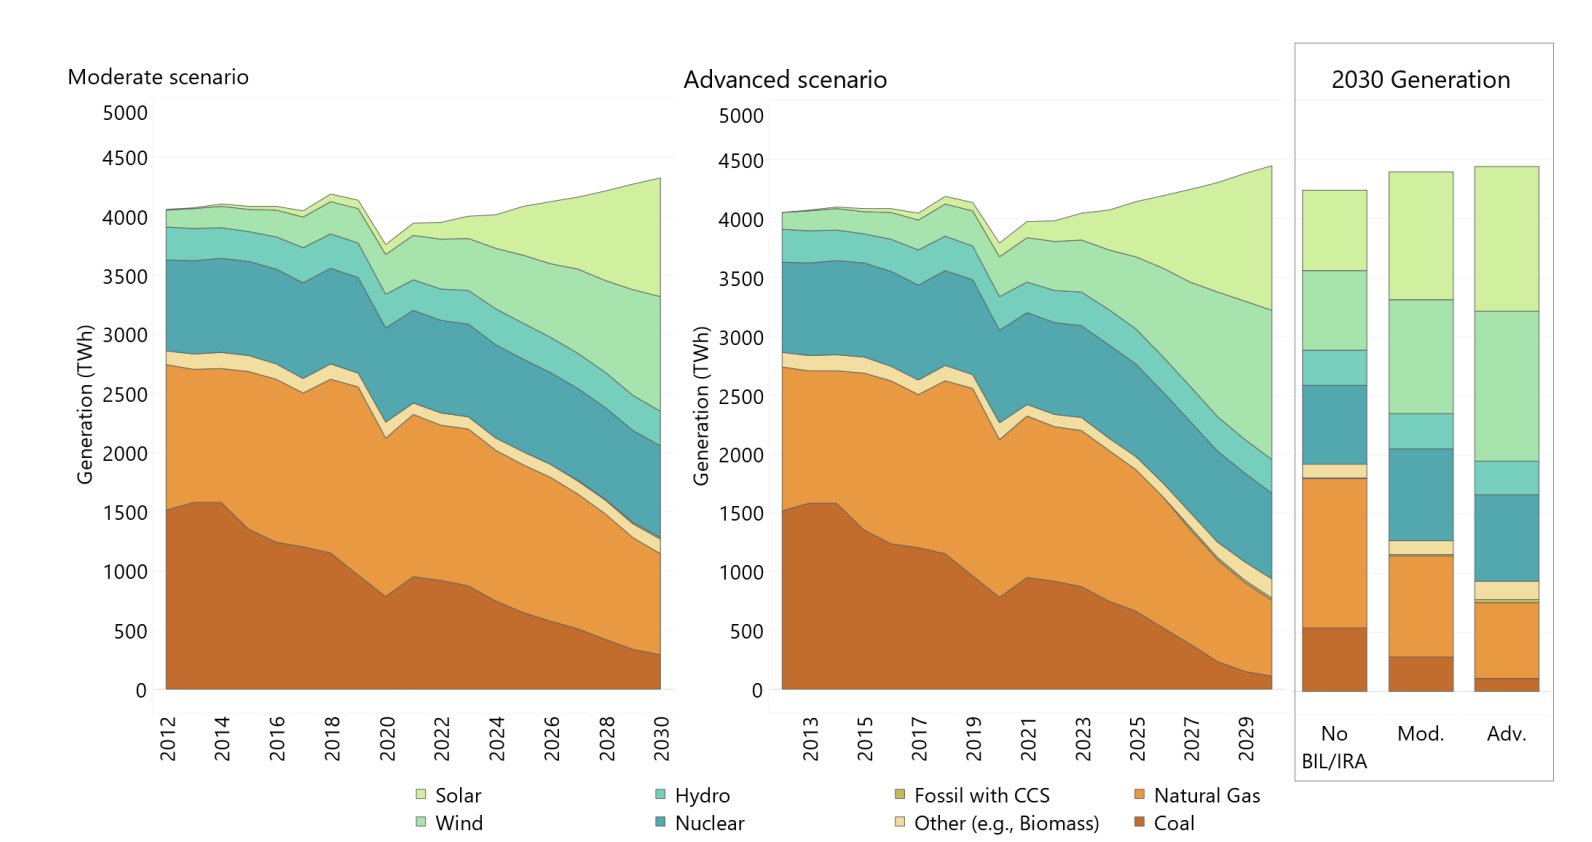 Moderate scenario
Generation (TWh)
5000
4500
4000
3500
3000
2500
2000
1500
1000
500
0
2012
2014
2016
2018
2020
2022
2024
2026
2028
2030
Advanced scenario
Generation (TWh)
5000
4500
4000
3500
3000
2500
2000
1500
1000
500
0
2013
2015
2017
2019
2021
2023
2025
2027
2029
2030 Generation
No
BIL/IRA
Mod.
Adv.
Solar
Hydro
Fossil with CCS
Natural Gas
Wind
Nuclear
Other (e.g., Biomass)
Coal